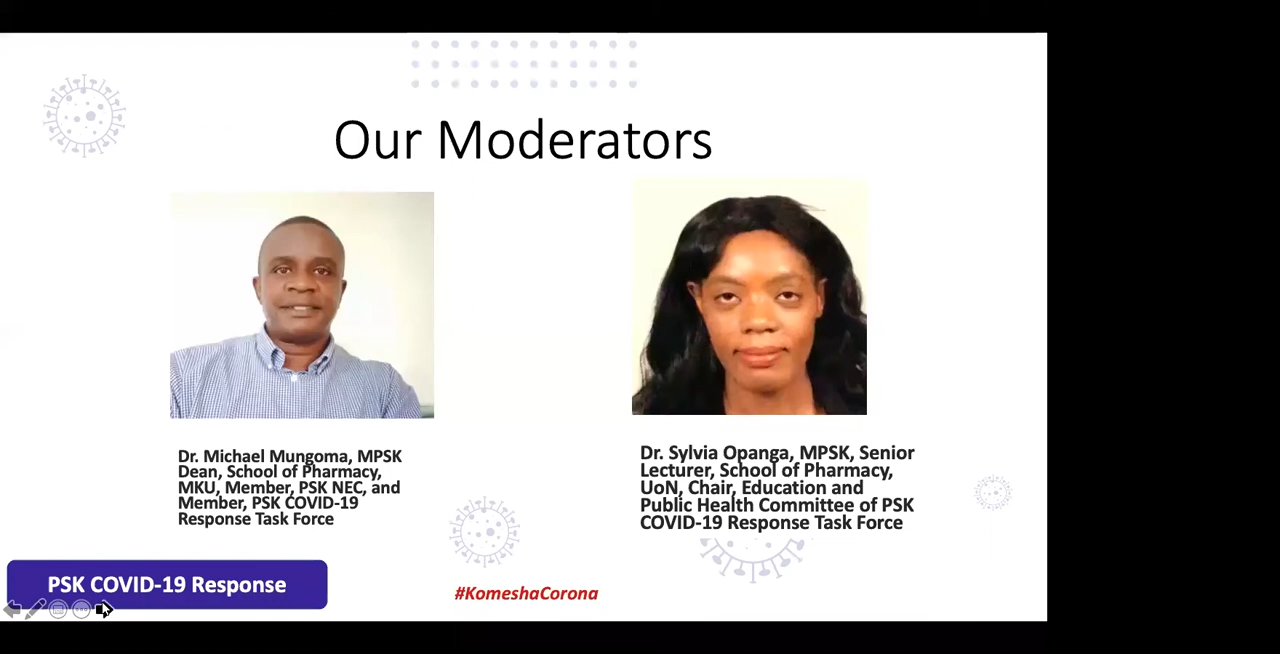 Our Moderators
Dr. Michael Mungoma, MPSK
Dean, School of Pharmacy,
MKU, Member, PSK NEC, and
Member, PSK COVID-19
Response Task Force
Dr. Sylvia Opanga, MPSK, Senior
Lecturer, School of Pharmacy,
UoN, Chair, Education and
Public Health Committee of PSK
COVID-19 Response Task Force
PSK COVID-19 Response
#KomeshaCorona